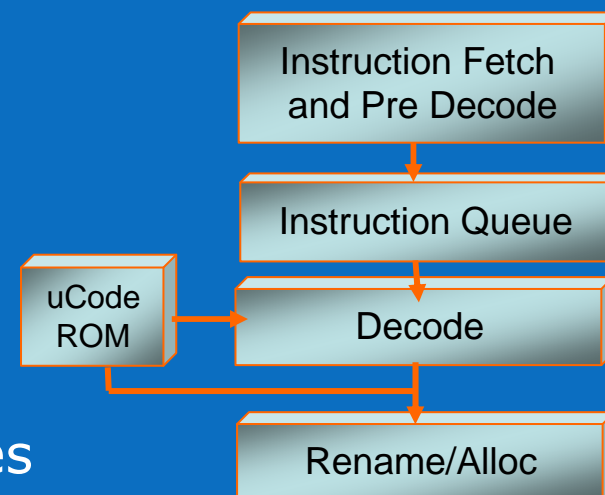 Instruction Fetch
and Pre Decode
Instruction Queue
uCode
ROM
Decode
Rename/Alloc